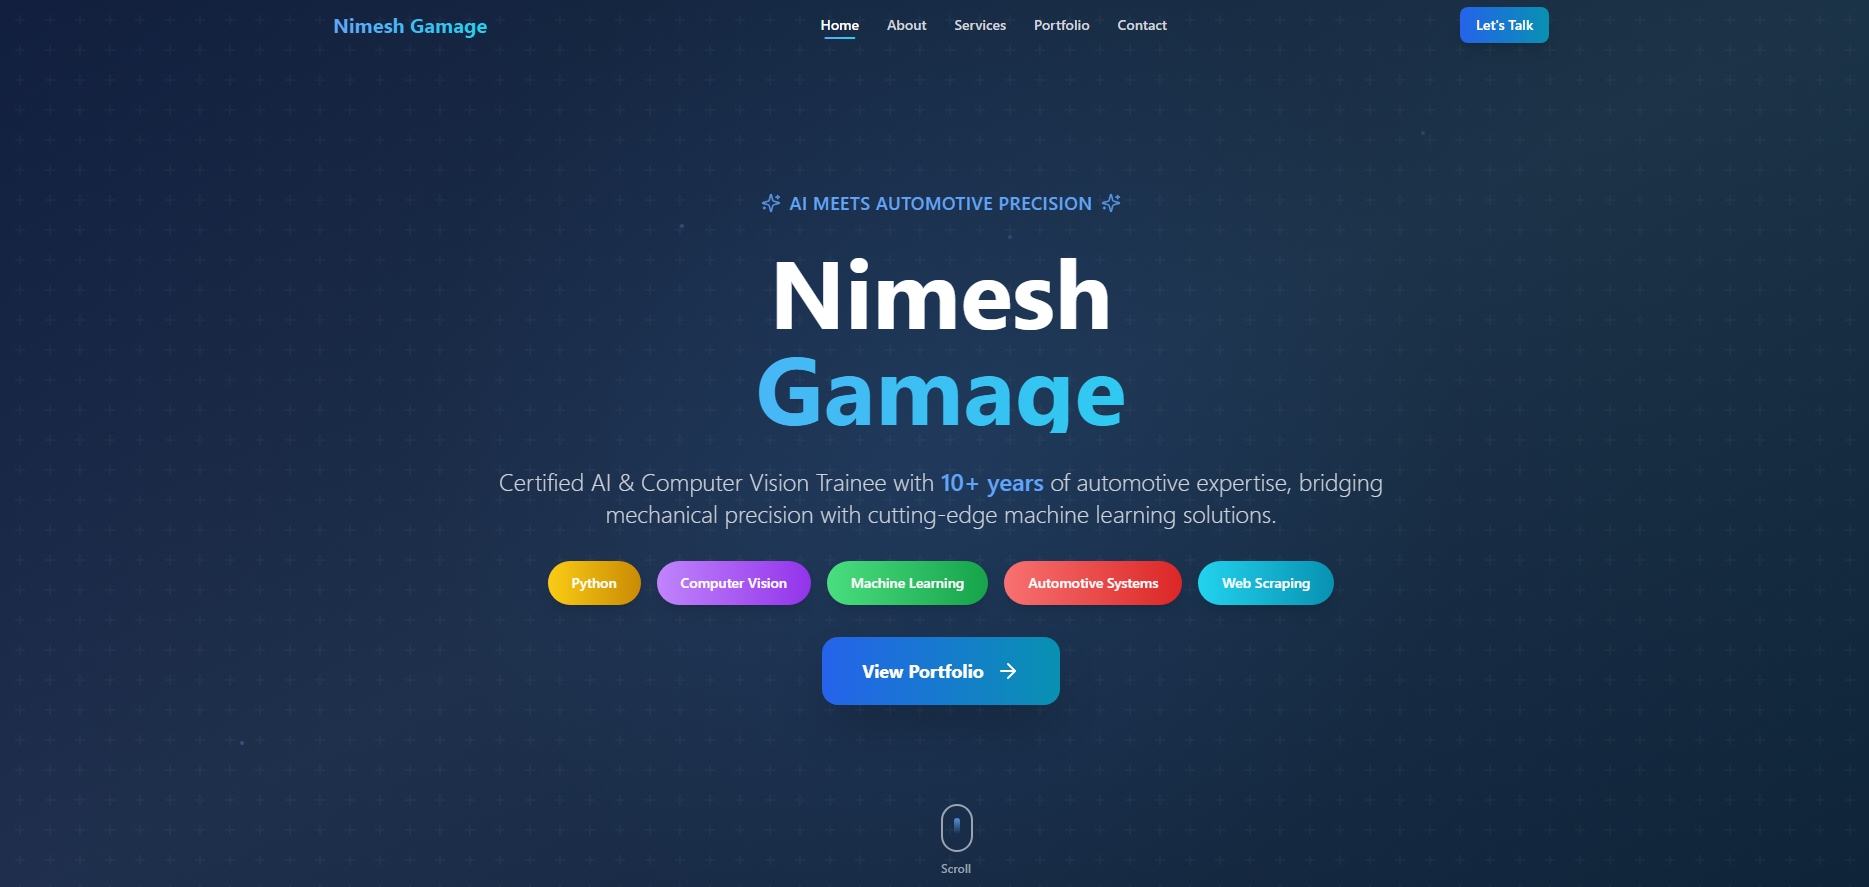 Nimesh Gamage
Home About Services Portfolio Contact
Let's Talk
AI MEETS AUTOMOTIVE PRECISION
Nimesh
Gamage
Certified AI & Computer Vision Trainee with 10+ years of automotive expertise, bridging
mechanical precision with cutting-edge machine learning solutions.
Python Computer Vision Machine Learning Automotive Systems Web Scraping
View Portfolio
Scroll